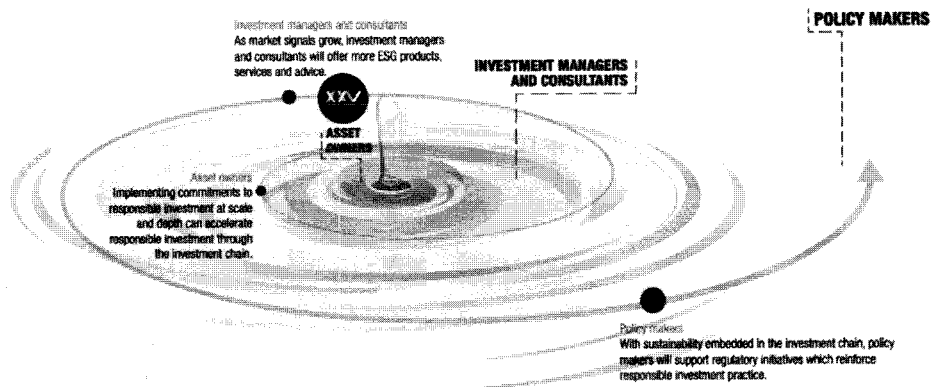 Investment managers and consultants
As market signals grow, investment managers
and consultants will offer more ESG products,
services and advice.
POLICY MAKERS
INVESTMENT MANAGERS
AND CONSULTANTS
XXV
ASSET
OWNERS
Asset owners
Implementing commitments to
responsible investment at scale
and depth can accelerate
responsible investment through
the investment chain.
Policy makers
With sustainability embedded in the investment chain, policy
makers will support regulatory initiatives which reinforce
responsible investment practice.